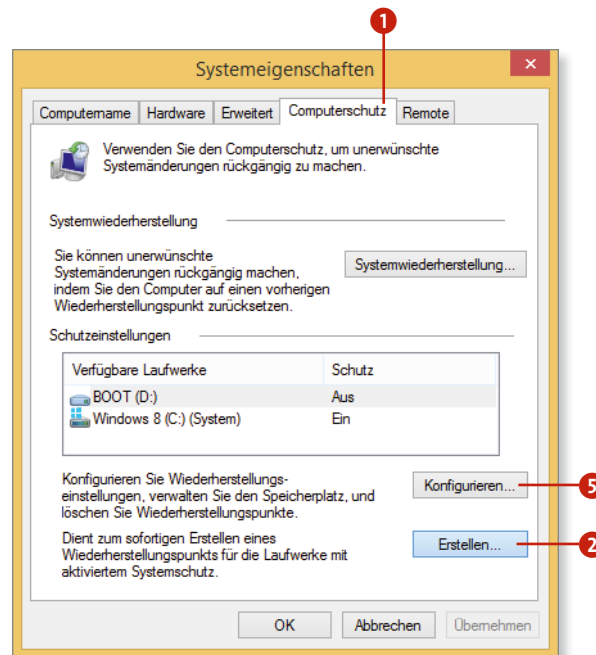 1
Systemeigenschaften
Computername Hardware Erweitert Computerschutz Remote
Verwenden Sie den Computerschutz, um unerwünschte
Systemänderungen rückgängig zu machen.
Systemwiederherstellung
Sie können unerwünschte
Systemänderungen rückgängig machen,
indem Sie den Computer auf einen vorherigen
Wiederherstellungspunkt zurücksetzen.
Systemwiederherstellung...
Schutzeinstellungen
Verfügbare Laufwerke Schutz
BOOT (D:) Aus
Windows 8 (C:) (System) Ein
Konfigurieren Sie Wiederherstellungs-
einstellungen, verwalten Sie den Speicherplatz, und
löschen Sie Wiederherstellungspunkte.
Konfigurieren...
5
Dient zum sofortigen Erstellen eines
Wiederherstellungspunkts für die Laufwerke mit
aktiviertem Systemschutz.
Erstellen...
2
OK Abbrechen Übernehmen